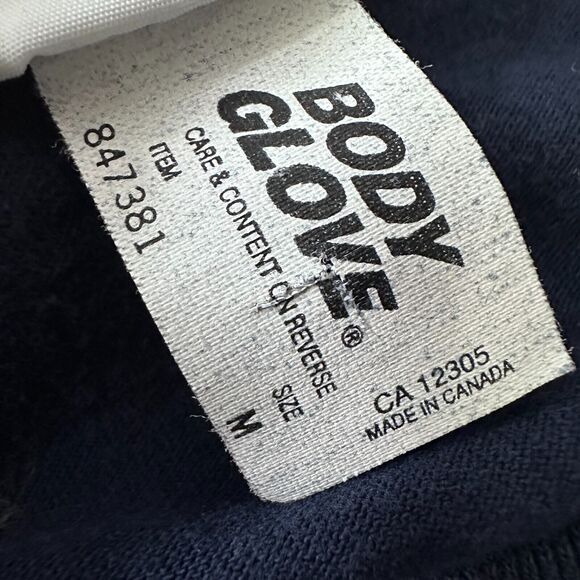 BODY
GLOVE®
CARE & CONTENT ON REVERSE
ITEM
847381
SIZE
M
CA 12305
MADE IN CANADA